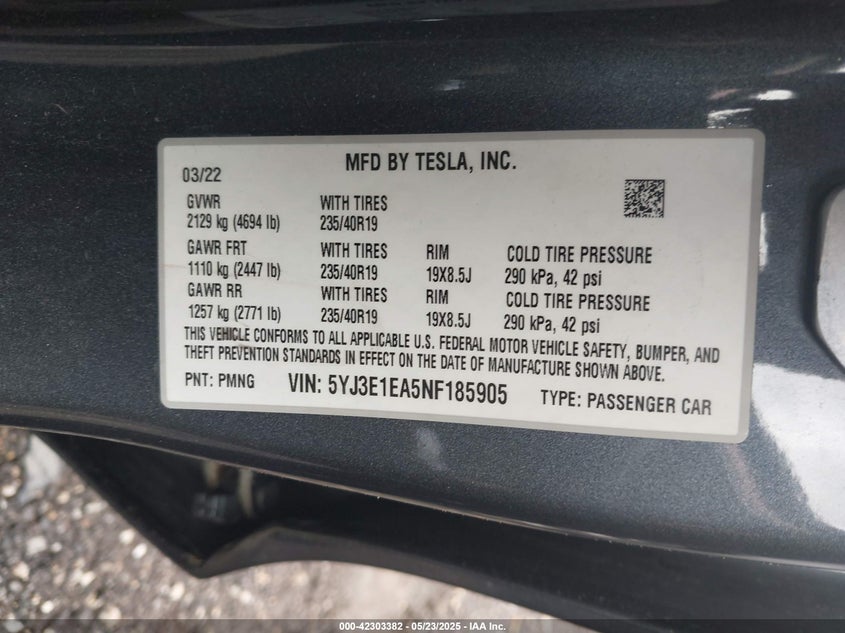 MFD BY TESLA, INC.
03/22
GVWR WITH TIRES
2129 kg (4694 lb) 235/40R19
GAWR FRT WITH TIRES RIM COLD TIRE PRESSURE
1110 kg (2447 lb) 235/40R19 19X8.5J 290 kPa, 42 psi
GAWR RR WITH TIRES RIM COLD TIRE PRESSURE
1257 kg (2771 lb) 235/40R19 19X8.5J 290 kPa, 42 psi
THIS VEHICLE CONFORMS TO ALL APPLICABLE U.S. FEDERAL MOTOR VEHICLE SAFETY, BUMPER, AND
THEFT PREVENTION STANDARDS IN EFFECT ON THE DATE OF MANUFACTURE SHOWN ABOVE.
PNT: PMNG VIN: 5YJ3E1EA5NF185905 TYPE: PASSENGER CAR
000-42303382 - 05/23/2025 - IAA Inc.